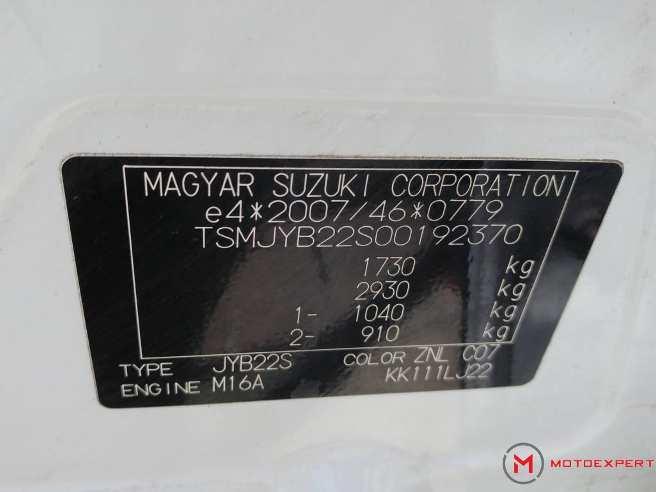 MAGYAR SUZUKI CORPORATION
e4*2007/46*0779
TSMJYB22S00192370
1730 kg
2930 kg
1- 1040 kg
2- 910 kg
TYPE JYB22S COLOR ZNL C07
ENGINE M16A KK111LJ22
M MOTOEXPERT